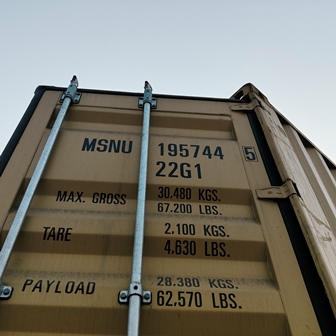 MSNU 195744 5
22G1
MAX. GROSS 30.480 KGS.
67.200 LBS.
TARE 2.100 KGS.
4.630 LBS.
PAYLOAD 28.380 KGS.
62.570 LBS.